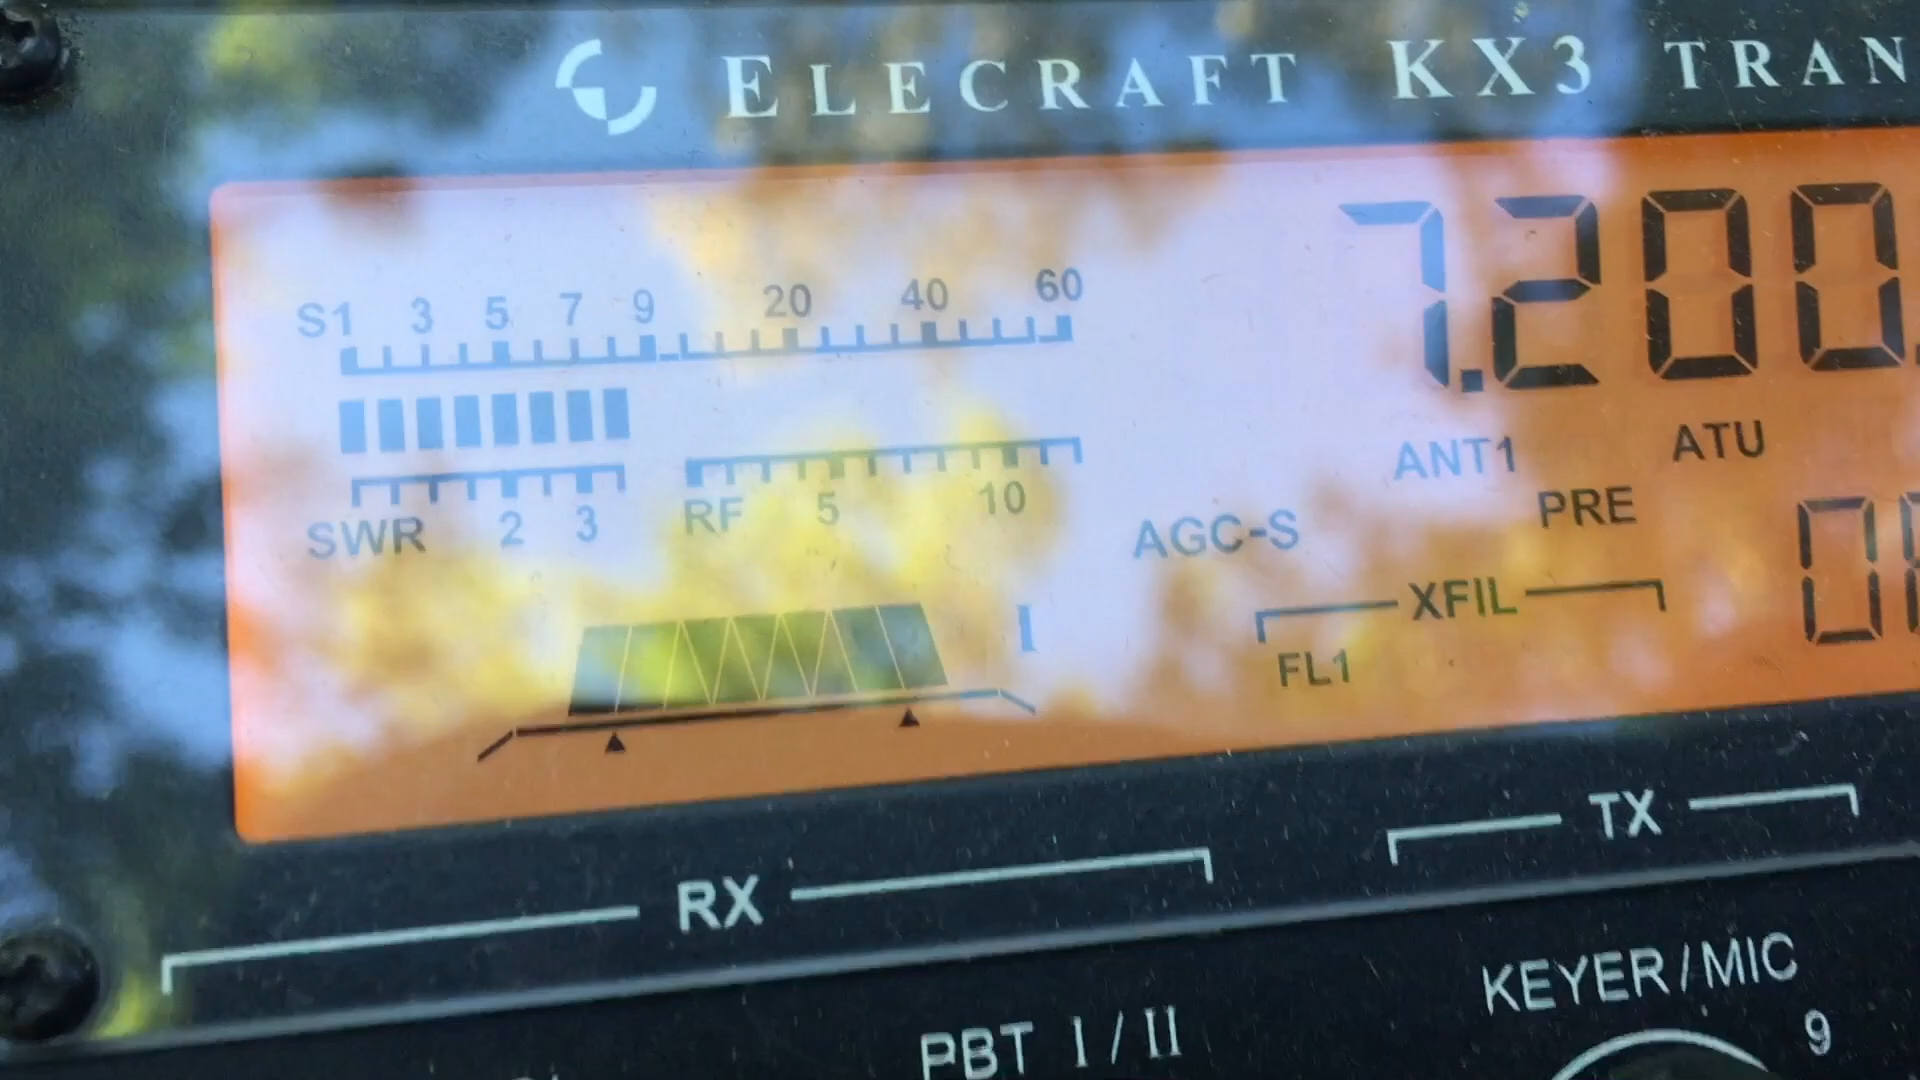 ELECRAFT KX3 TRAN
7.200.
S1 3 5 7 9 20 40 60
ANT1 ATU
SWR 2 3 RF 5 10
AGC-S PRE
XFIL
FL1
I
RX TX
KEYER/MIC
PBT I/II
9